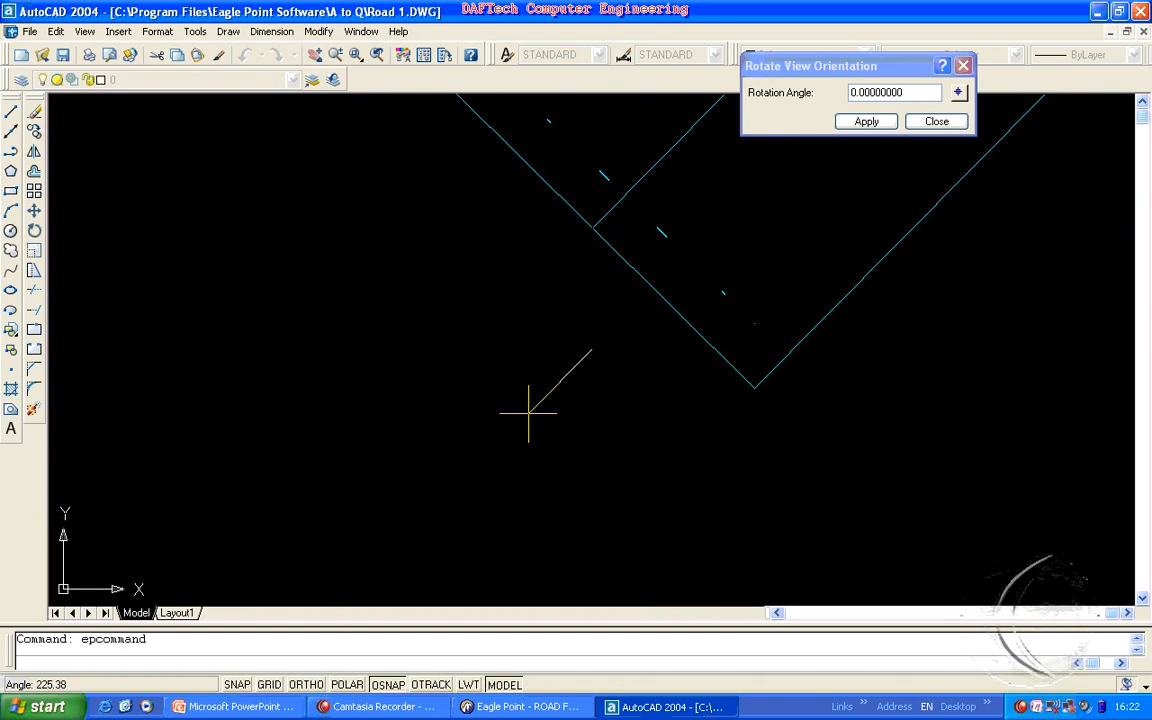 AutoCAD 2004 - [C:\Program Files\Eagle Point Software\A to Q\Road 1.DWG]
DAFTech Computer Engineering
File Edit View Insert Format Tools Draw Dimension Modify Window Help
STANDARD STANDARD ByLayer
0
Rotate View Orientation
Rotation Angle: 0.00000000
Apply Close
Y
X
A
Model Layout1
Command: epcommand
Angle: 225.38 SNAP GRID ORTHO POLAR OSNAP OTRACK LWT MODEL
start Microsoft PowerPoint ... Camtasia Recorder - ... Eagle Point - ROAD F... AutoCAD 2004 - [C:\... Links Address EN Desktop 16:22